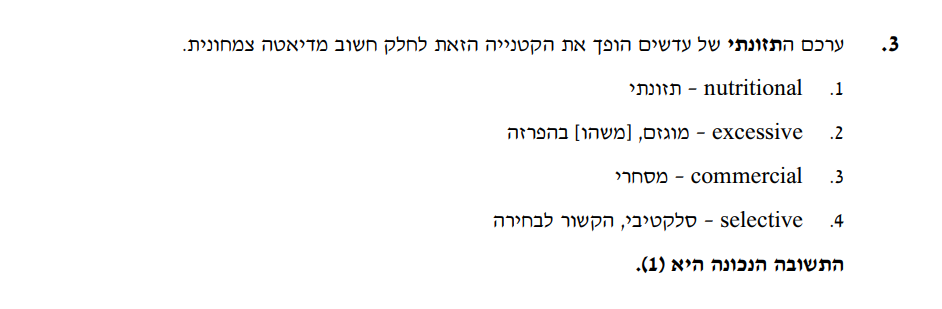 3. ערכם התזונתי של עדשים הופך את הקטנייה הזאת לחלק חשוב מדיאטה צמחונית.
1. nutritional – תזונתי
2. excessive – מוגזם, [משהו] בהפרזה
3. commercial – מסחרי
4. selective – סלקטיבי, הקשור לבחירה
התשובה הנכונה היא (1).